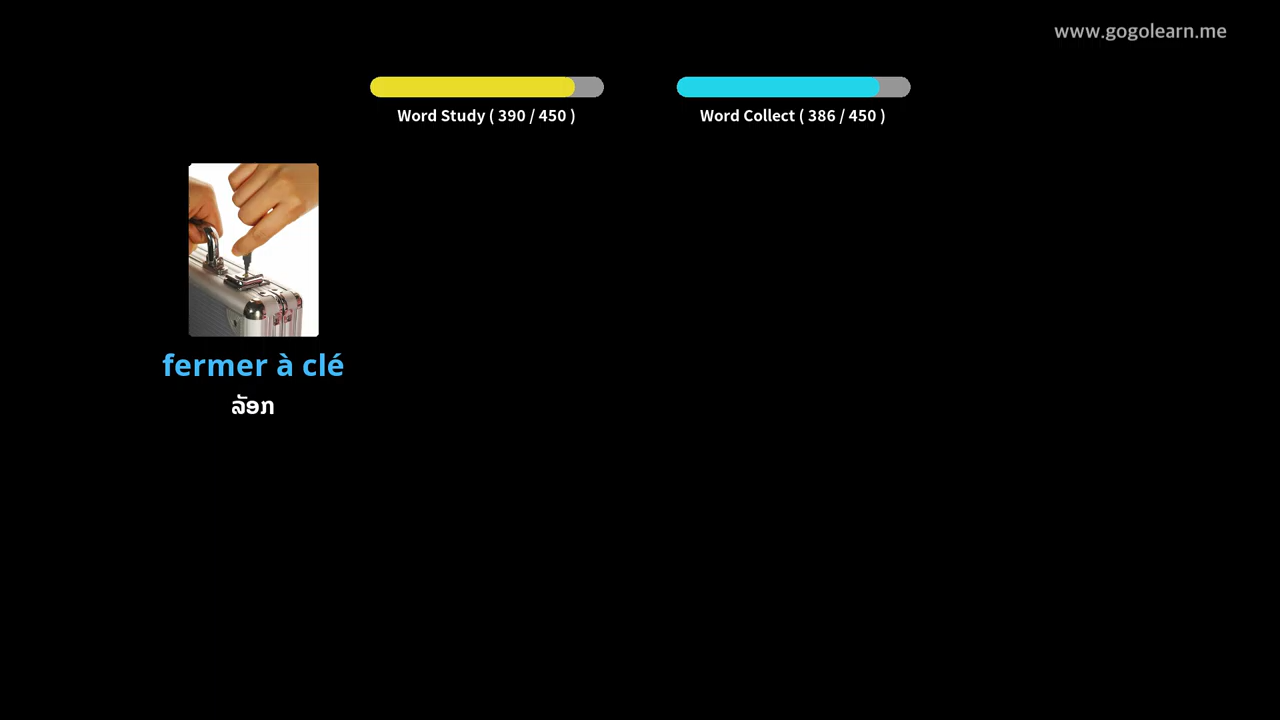 www.gogolearn.me
Word Study ( 390 / 450 )
Word Collect ( 386 / 450 )
fermer à clé
ລັອກ